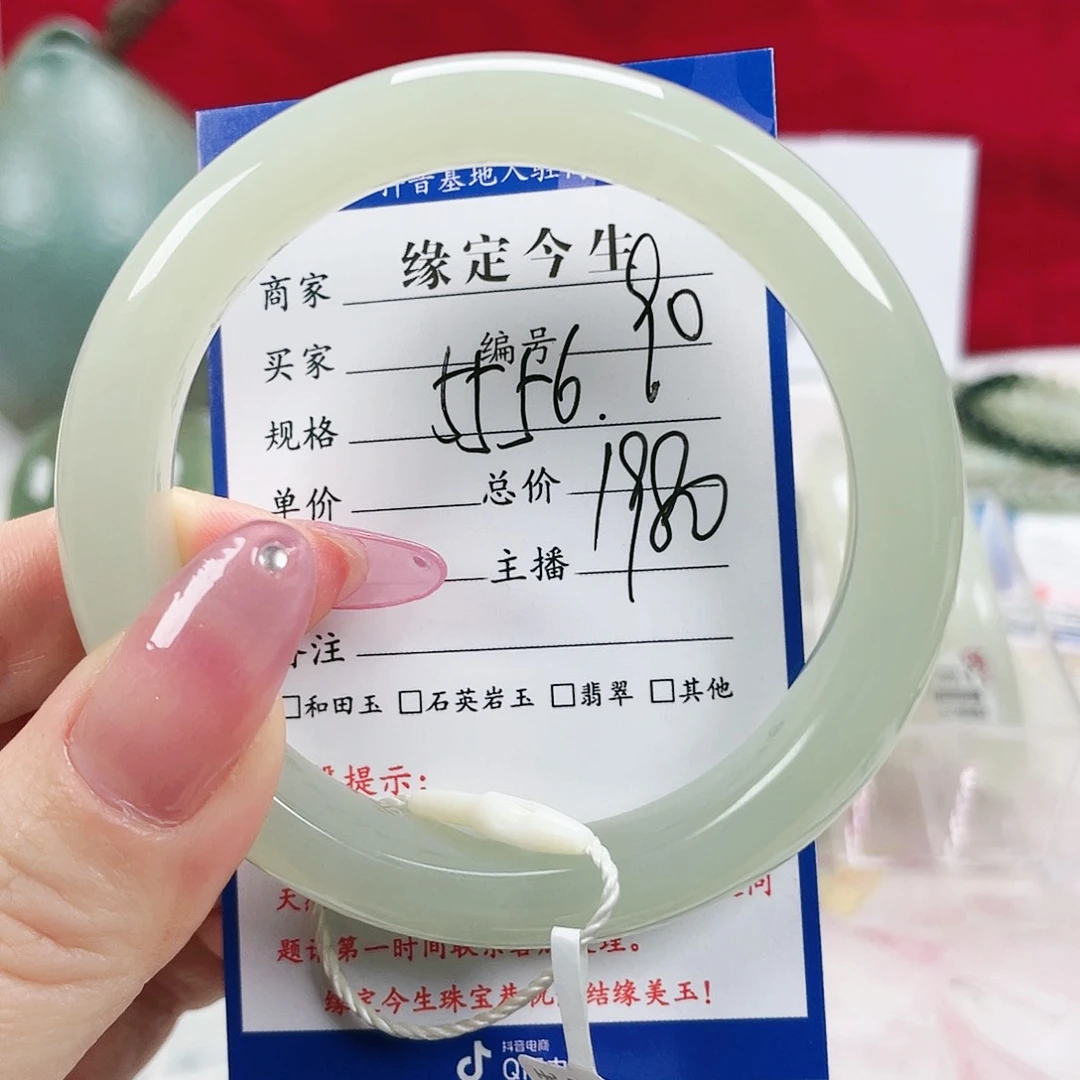 抖音基地入驻
缘定今生
商家
买家 编号 90
规格 56.
单价 总价 1980
主播
备注
□和田玉 □石英岩玉 □翡翠 □其他
提示:
天
题 第一时间联系 理。
缘定今生珠宝 结缘美玉!
抖音电商